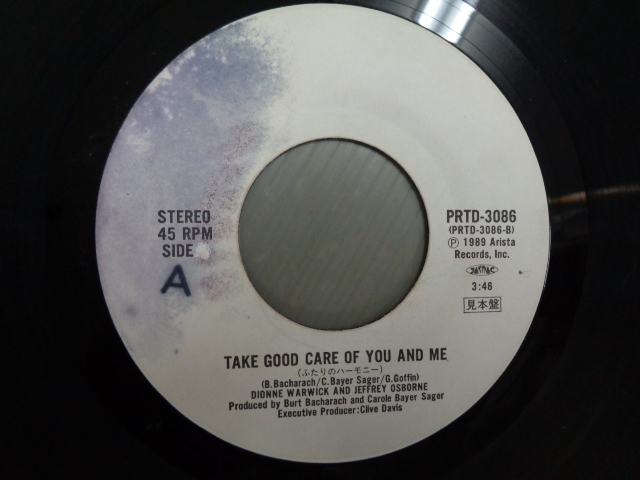 STEREO
45 RPM
SIDE
A
PRTD-3086
(PRTD-3086-B)
Ⓟ 1989 Arista
Records, Inc.
JASRAC
3:46
見本盤
TAKE GOOD CARE OF YOU AND ME
(ふたりのハーモニー)
(B. Bacharach/C. Bayer Sager/G. Goffin)
DIONNE WARWICK AND JEFFREY OSBORNE
Produced by Burt Bacharach and Carole Bayer Sager
Executive Producer:Clive Davis